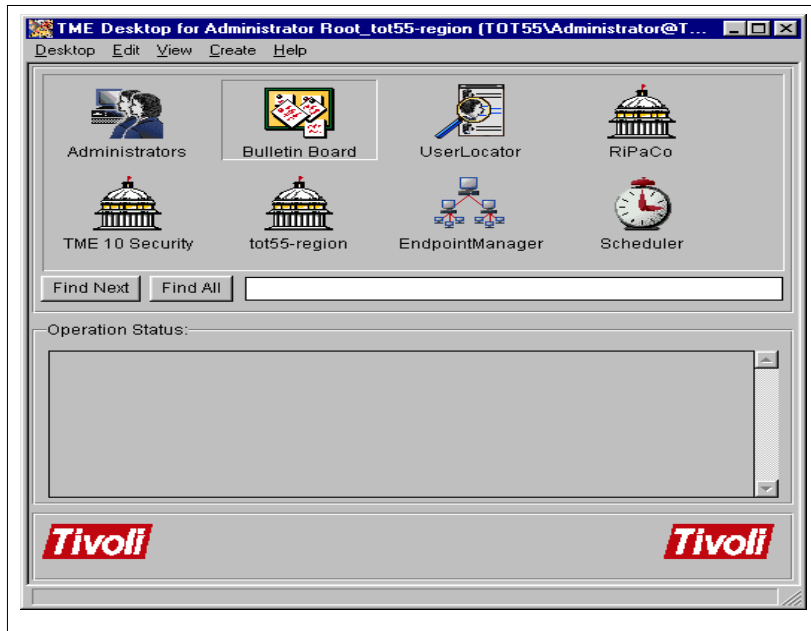 TME Desktop for Administrator Root_tot55-region (TOT55\Administrator@T...
Desktop Edit View Create Help
Administrators Bulletin Board UserLocator RiPaCo
TME 10 Security tot55-region EndpointManager Scheduler
Find Next Find All
Operation Status:
Tivoli Tivoli